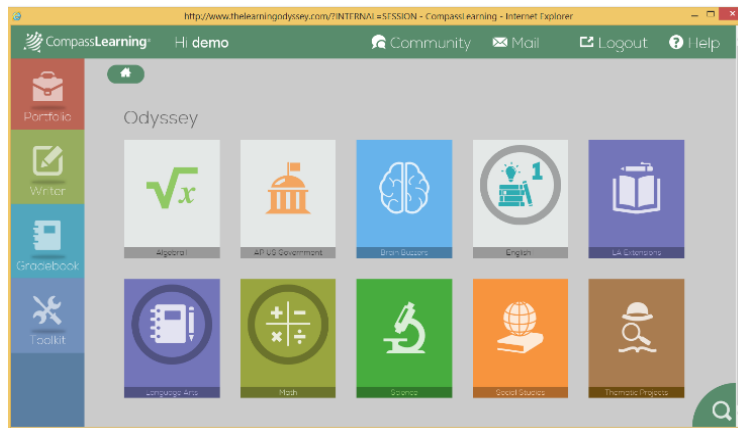 http://www.thelearningodyssey.com/?INTERNAL=SESSION - CompassLearning - Internet Explorer
CompassLearning
Hi demo
Community
Mail
Logout
? Help
Portfolio
Writer
Gradebook
Toolkit
Odyssey
√x
Algebra I
AP US Government
Brain Buzzers
1
English
LA Extensions
Language Arts
+ − × ÷
Math
Science
Social Studies
Thematic Projects